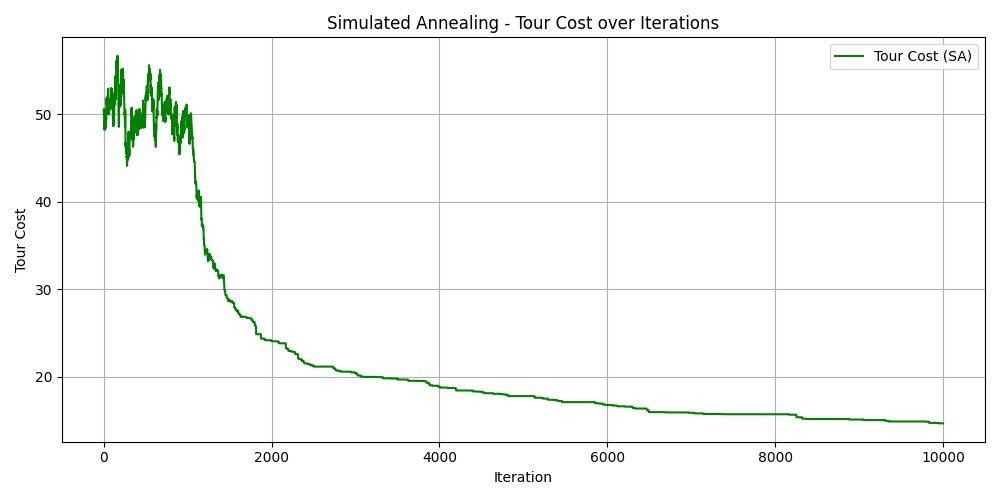 Simulated Annealing - Tour Cost over Iterations
Tour Cost (SA)
50
40
30
20
Tour Cost
0 2000 4000 6000 8000 10000
Iteration